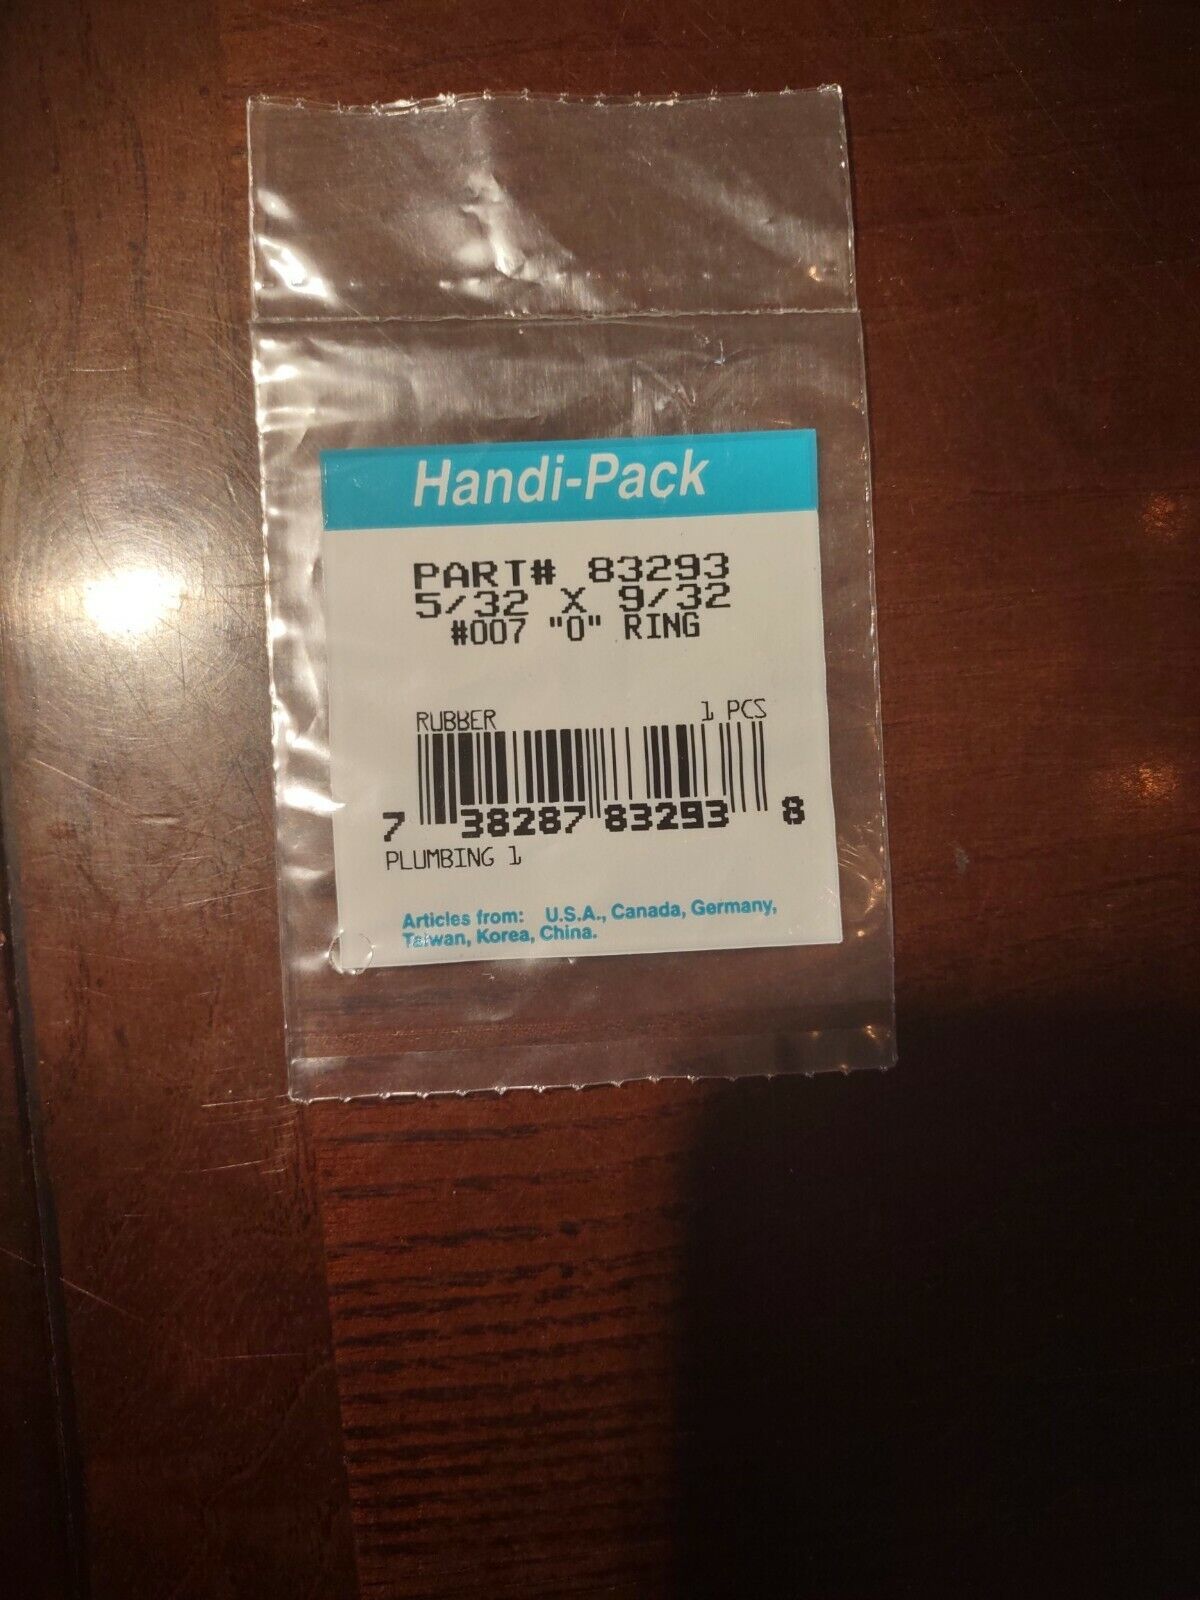 Handi-Pack
PART# 83293
5/32 X 9/32
#007 "O" RING
RUBBER 1 PCS
7 38287 83293 8
PLUMBING 1
Articles from: U.S.A., Canada, Germany,
Taiwan, Korea, China.